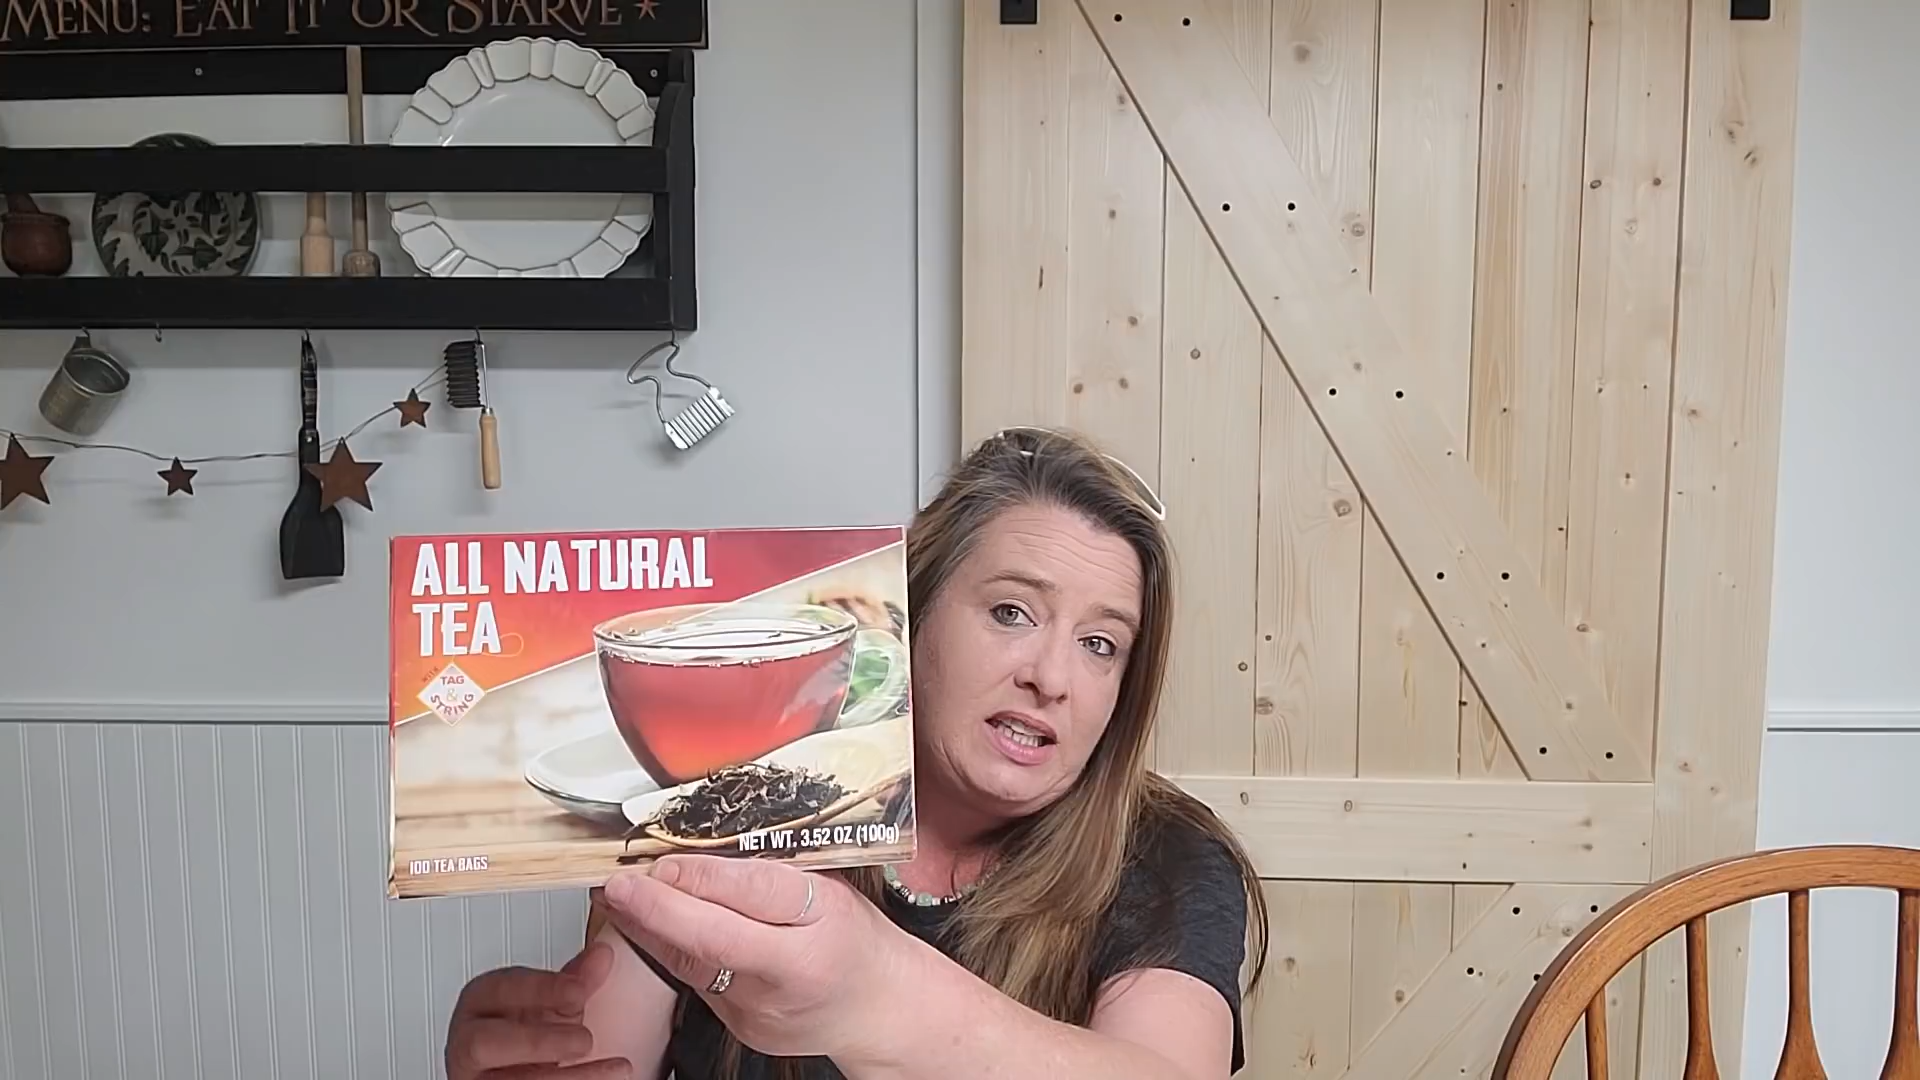 MENU: EAT IT OR STARVE
ALL NATURAL
TEA
WITH
TAG
&
STRING
NET WT. 3.52 OZ (100g)
100 TEA BAGS